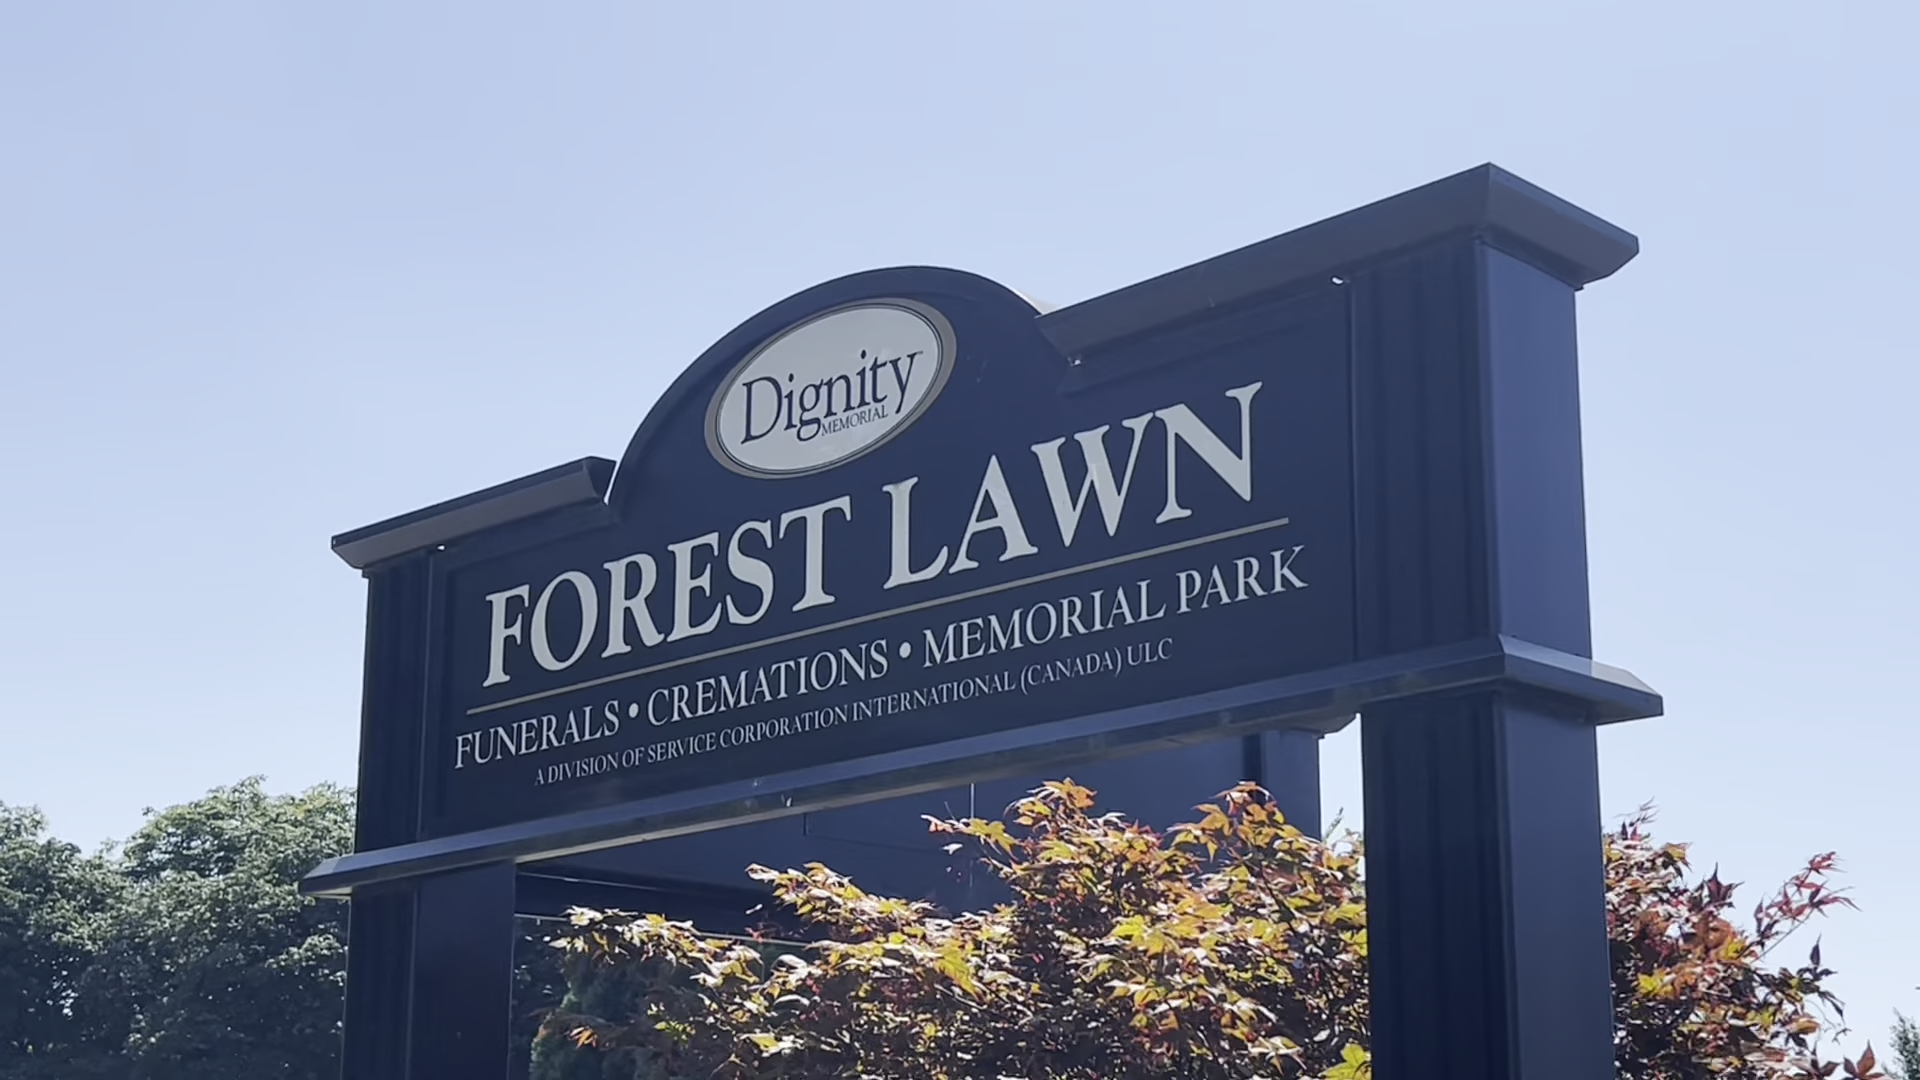 Dignity
MEMORIAL
FOREST LAWN
FUNERALS • CREMATIONS • MEMORIAL PARK
A DIVISION OF SERVICE CORPORATION INTERNATIONAL (CANADA) ULC